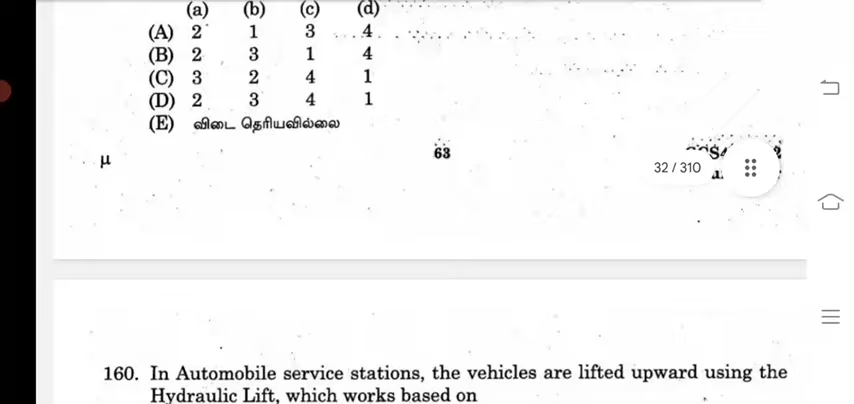 (a) (b) (c) (d)
(A) 2 1 3 4
(B) 2 3 1 4
(C) 3 2 4 1
(D) 2 3 4 1
(E) விடை தெரியவில்லை
µ 63
32 / 310
160. In Automobile service stations, the vehicles are lifted upward using the
Hydraulic Lift, which works based on